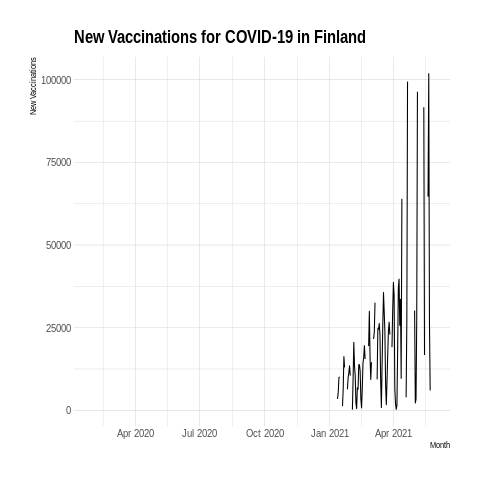 New Vaccinations for COVID-19 in Finland
New Vaccinations
100000
75000
50000
25000
0
Apr 2020 Jul 2020 Oct 2020 Jan 2021 Apr 2021
Month